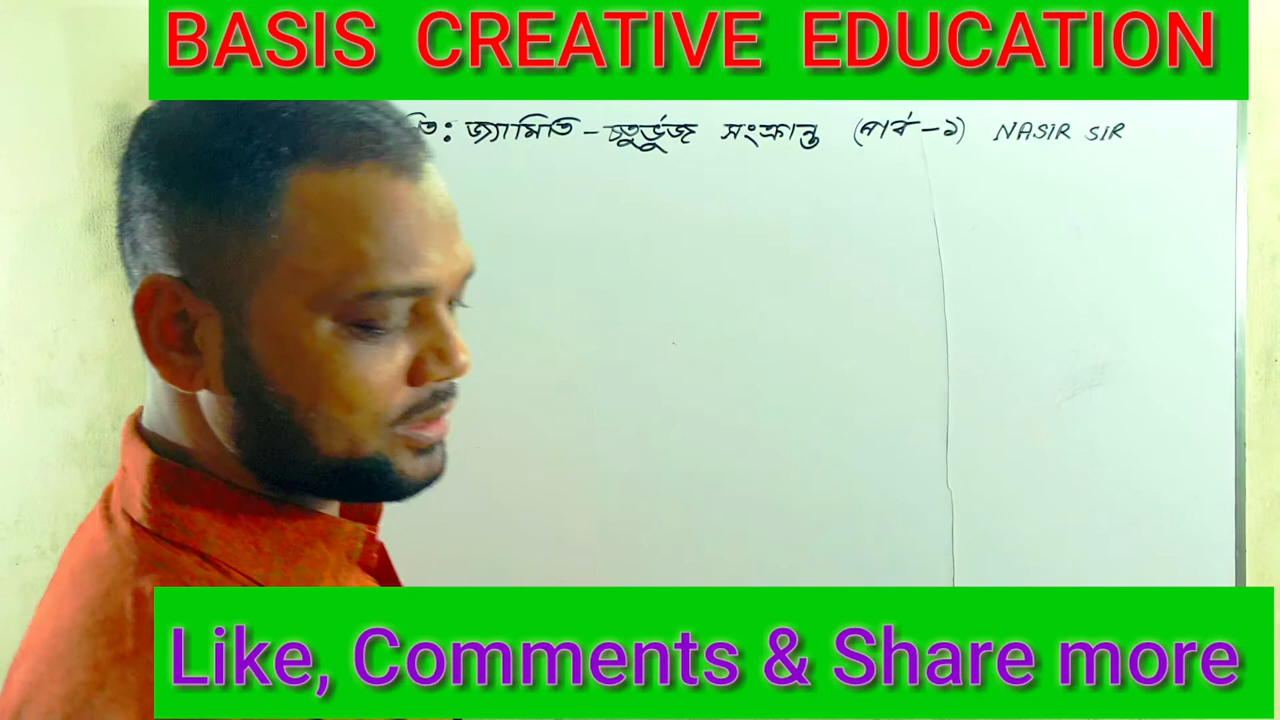 BASIS CREATIVE EDUCATION
জ্যামিতি - চতুর্ভুজ সংক্রান্ত (পার্ব - ১) NASIR SIR
Like, Comments & Share more